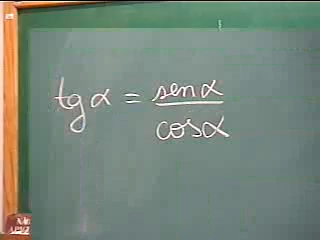 tg α = sen α / cos α